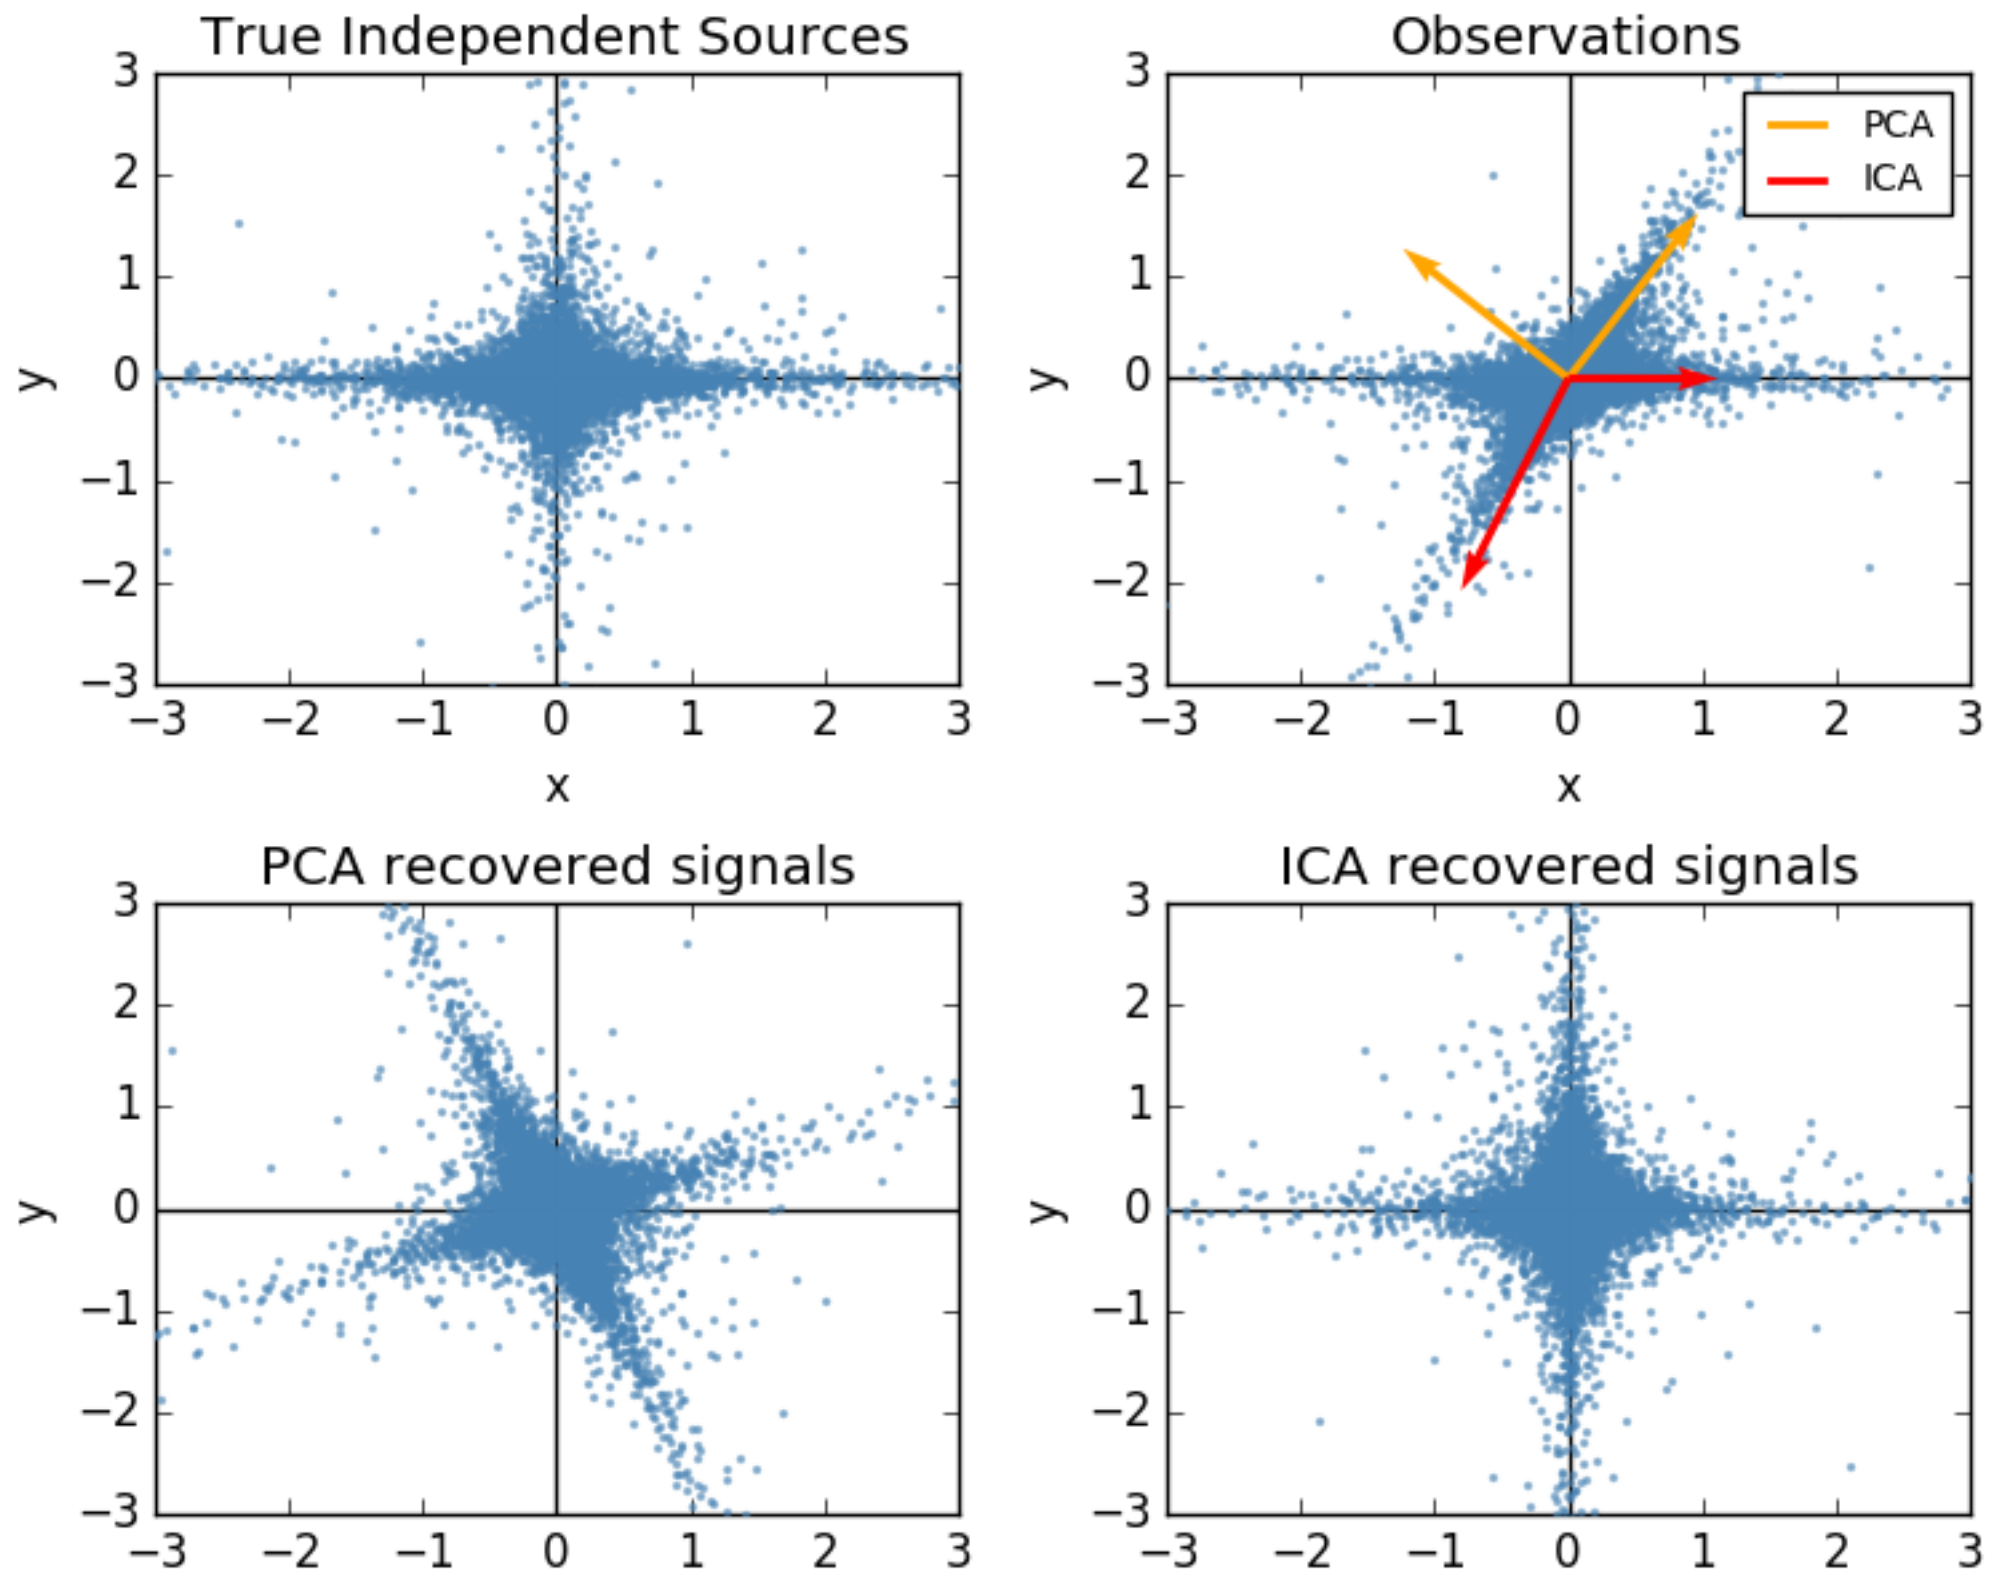 True Independent Sources
3
2
1
0
−1
−2
−3
y
−3 −2 −1 0 1 2 3
x
Observations
3
2
1
0
−1
−2
−3
y
−3 −2 −1 0 1 2 3
x
PCA
ICA
PCA recovered signals
3
2
1
0
−1
−2
−3
y
−3 −2 −1 0 1 2 3
ICA recovered signals
3
2
1
0
−1
−2
−3
y
−3 −2 −1 0 1 2 3